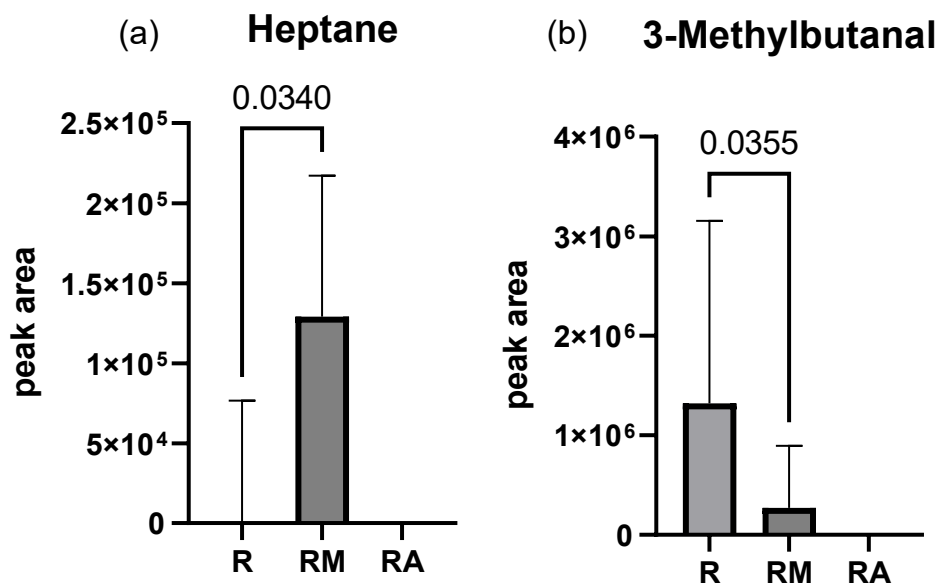 (a) Heptane
0.0340
2.5×10⁵
2×10⁵
1.5×10⁵
1×10⁵
5×10⁴
0
peak area
R RM RA
(b) 3-Methylbutanal
0.0355
4×10⁶
3×10⁶
2×10⁶
1×10⁶
0
peak area
R RM RA